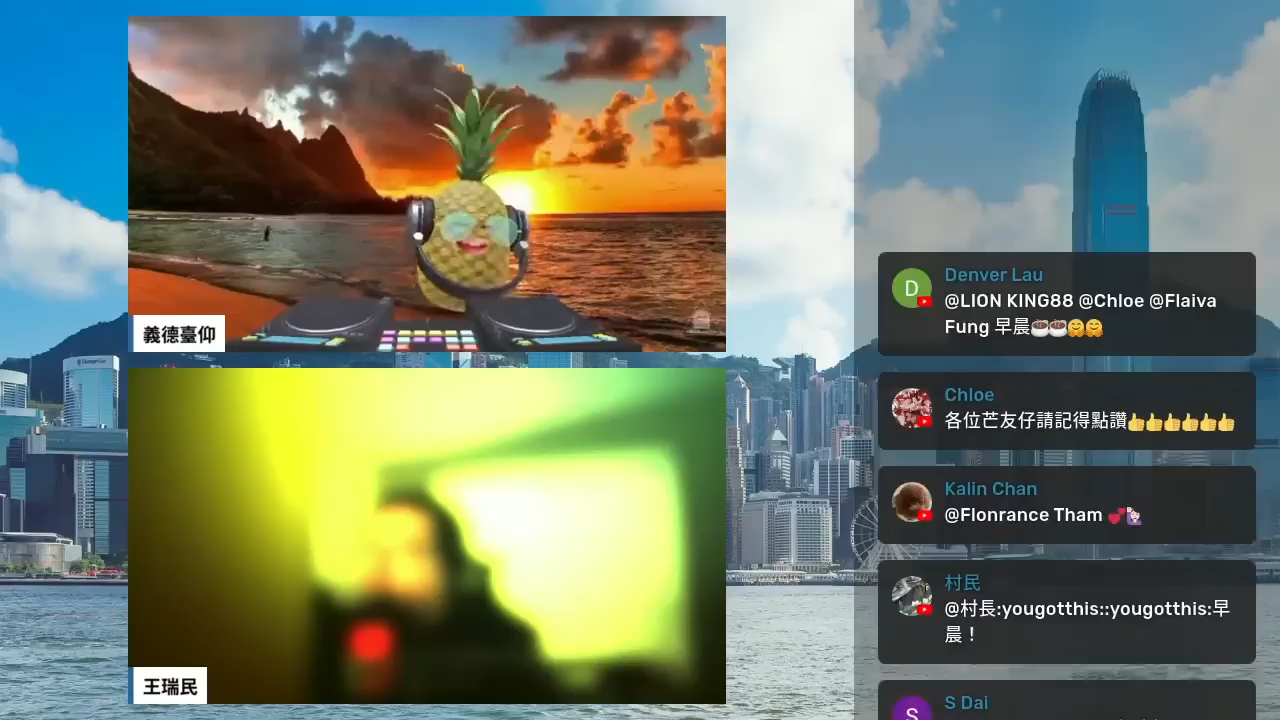 義德臺仰
王瑞民
D
Denver Lau
@LION KING88 @Chloe @Flaiva
Fung 早晨☕☕🤗🤗
Chloe
各位芒友仔請記得點讚👍👍👍👍👍👍
Kalin Chan
@Flonrance Tham 💞🙋🏻‍♀️
村民
@村長:yougotthis::yougotthis:早
晨！
S
S Dai